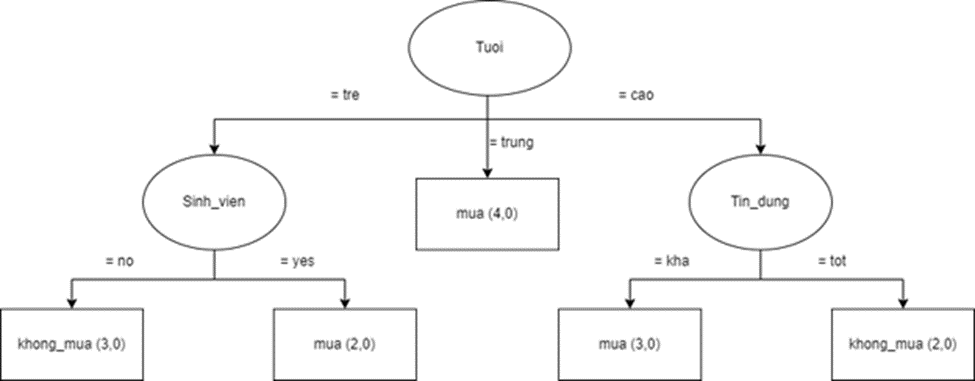 Tuoi
= tre
= cao
= trung
Sinh_vien
mua (4,0)
Tin_dung
= no
= yes
= kha
= tot
khong_mua (3,0)
mua (2,0)
mua (3,0)
khong_mua (2,0)